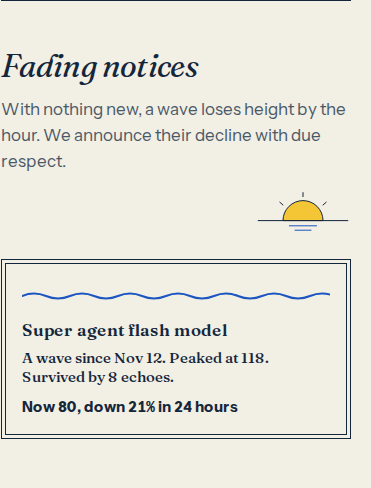 Fading notices
With nothing new, a wave loses height by the
hour. We announce their decline with due
respect.
Super agent flash model
A wave since Nov 12. Peaked at 118.
Survived by 8 echoes.
Now 80, down 21% in 24 hours